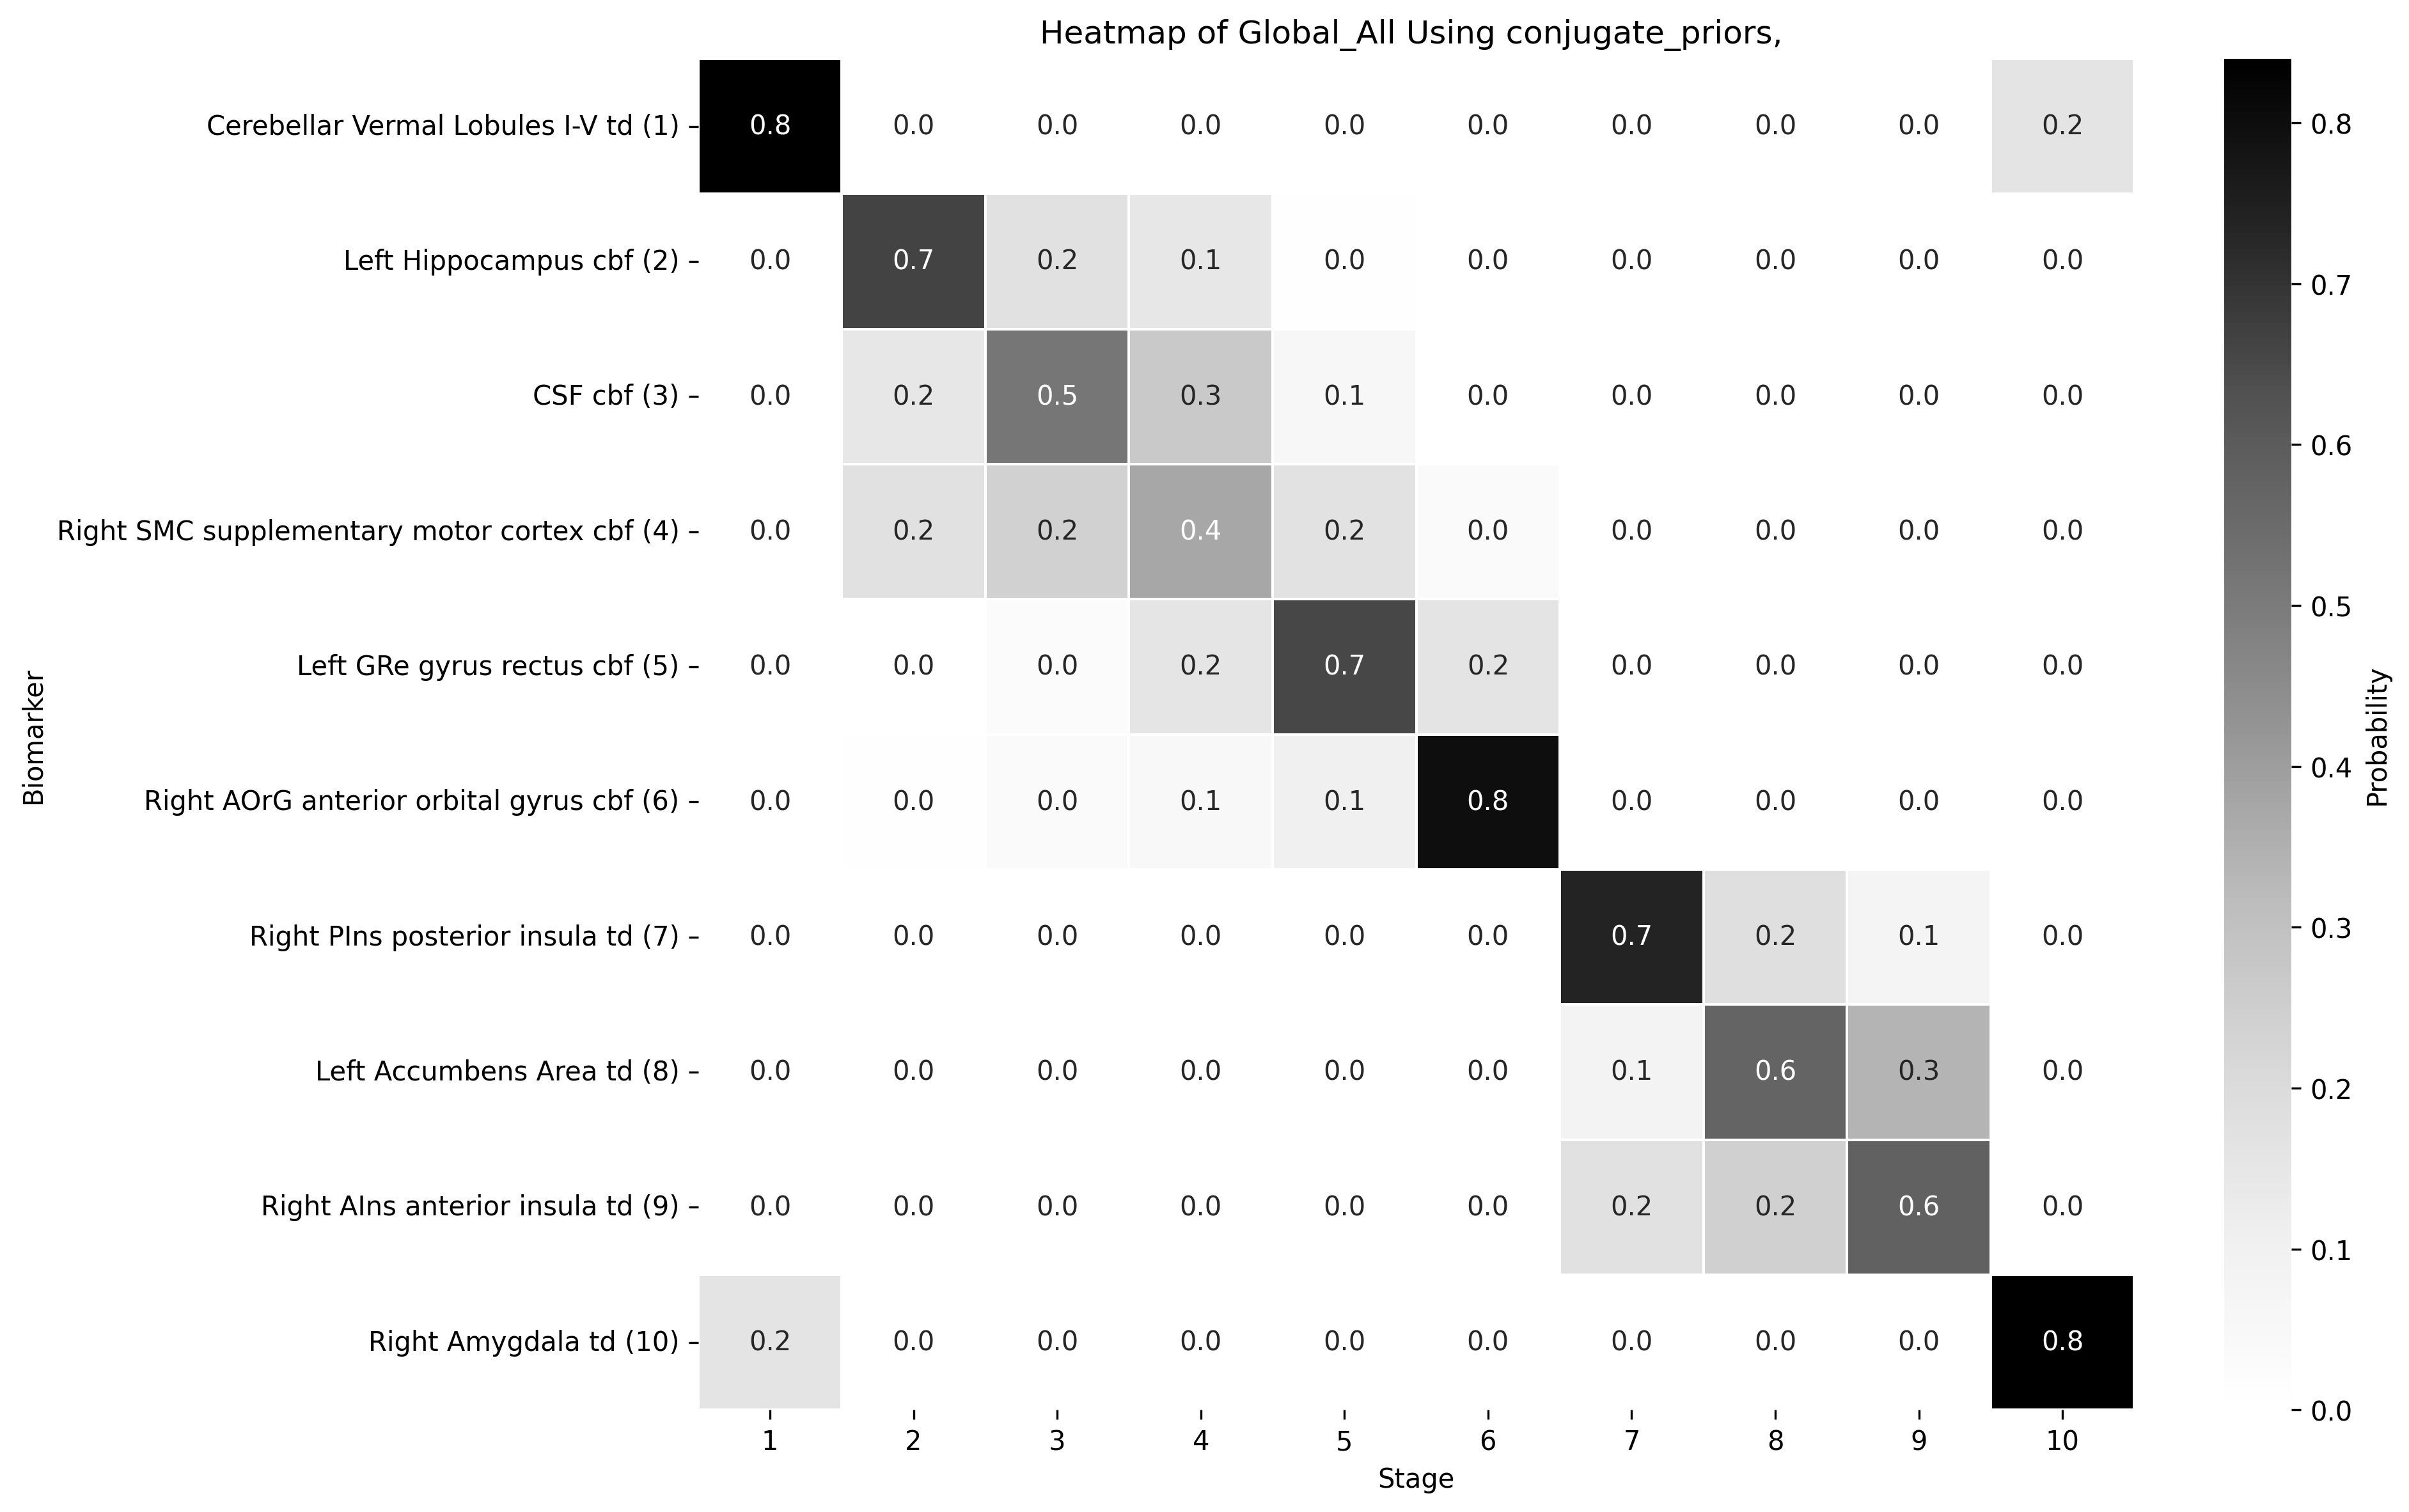 Heatmap of Global_All Using conjugate_priors,
Biomarker
Cerebellar Vermal Lobules I-V td (1) 0.8 0.0 0.0 0.0 0.0 0.0 0.0 0.0 0.0 0.2
Left Hippocampus cbf (2) 0.0 0.7 0.2 0.1 0.0 0.0 0.0 0.0 0.0 0.0
CSF cbf (3) 0.0 0.2 0.5 0.3 0.1 0.0 0.0 0.0 0.0 0.0
Right SMC supplementary motor cortex cbf (4) 0.0 0.2 0.2 0.4 0.2 0.0 0.0 0.0 0.0 0.0
Left GRe gyrus rectus cbf (5) 0.0 0.0 0.0 0.2 0.7 0.2 0.0 0.0 0.0 0.0
Right AOrG anterior orbital gyrus cbf (6) 0.0 0.0 0.0 0.1 0.1 0.8 0.0 0.0 0.0 0.0
Right PIns posterior insula td (7) 0.0 0.0 0.0 0.0 0.0 0.0 0.7 0.2 0.1 0.0
Left Accumbens Area td (8) 0.0 0.0 0.0 0.0 0.0 0.0 0.1 0.6 0.3 0.0
Right AIns anterior insula td (9) 0.0 0.0 0.0 0.0 0.0 0.0 0.2 0.2 0.6 0.0
Right Amygdala td (10) 0.2 0.0 0.0 0.0 0.0 0.0 0.0 0.0 0.0 0.8
1 2 3 4 5 6 7 8 9 10
Stage
0.8
0.7
0.6
0.5
0.4
0.3
0.2
0.1
0.0
Probability